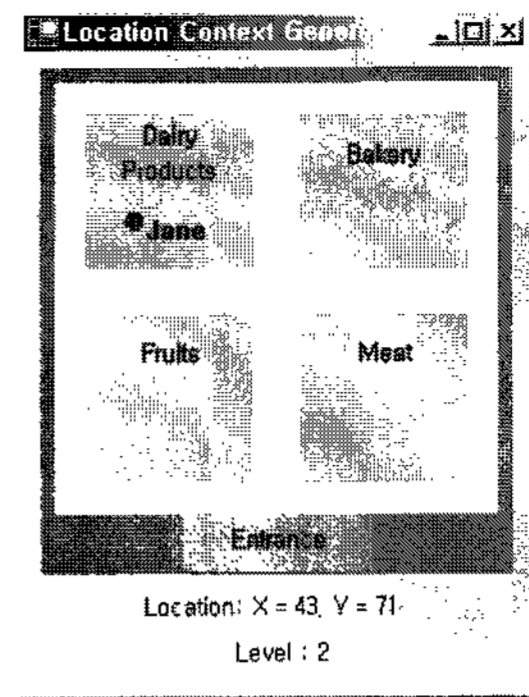 Location Context Gener
Dairy
Products
Bakery
Jane
Fruits
Meat
Entrance
Location: X = 43, Y = 71
Level : 2